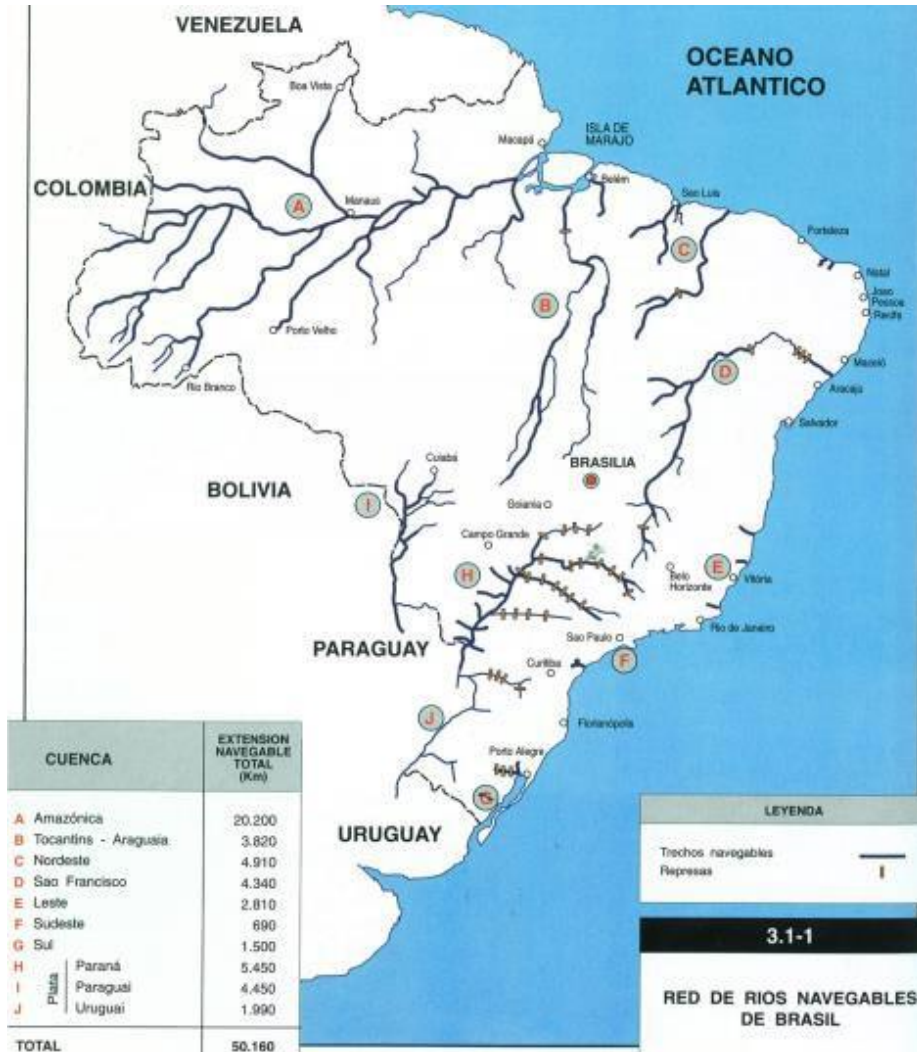 VENEZUELA
OCEANO
ATLANTICO
Boa Vista
Macapá
ISLA DE
MARAJO
Belém
COLOMBIA
A
Manaus
Sao Luis
C
Fortaleza
Natal
Joao
Pessoa
Recife
B
Porto Velho
D
Maceió
Rio Branco
Aracaju
Salvador
Cuiabá
BRASILIA
BOLIVIA
I
Goiania
Campo Grande
H
Belo
Horizonte
E
Vitória
Rio de Janeiro
PARAGUAY
Sao Paulo
F
Curitiba
J
Florianópolis
Porto Alegre
G
URUGUAY
CUENCA
EXTENSION
NAVEGABLE
TOTAL
(Km)
A Amazónica 20.200
B Tocantins - Araguaia 3.820
C Nordeste 4.910
D Sao Francisco 4.340
E Leste 2.810
F Sudeste 690
G Sul 1.500
H Paraná 5.450
I Plata Paraguai 4.450
J Uruguai 1.990
TOTAL 50.160
LEYENDA
Trechos navegables
Represas
3.1-1
RED DE RIOS NAVEGABLES
DE BRASIL